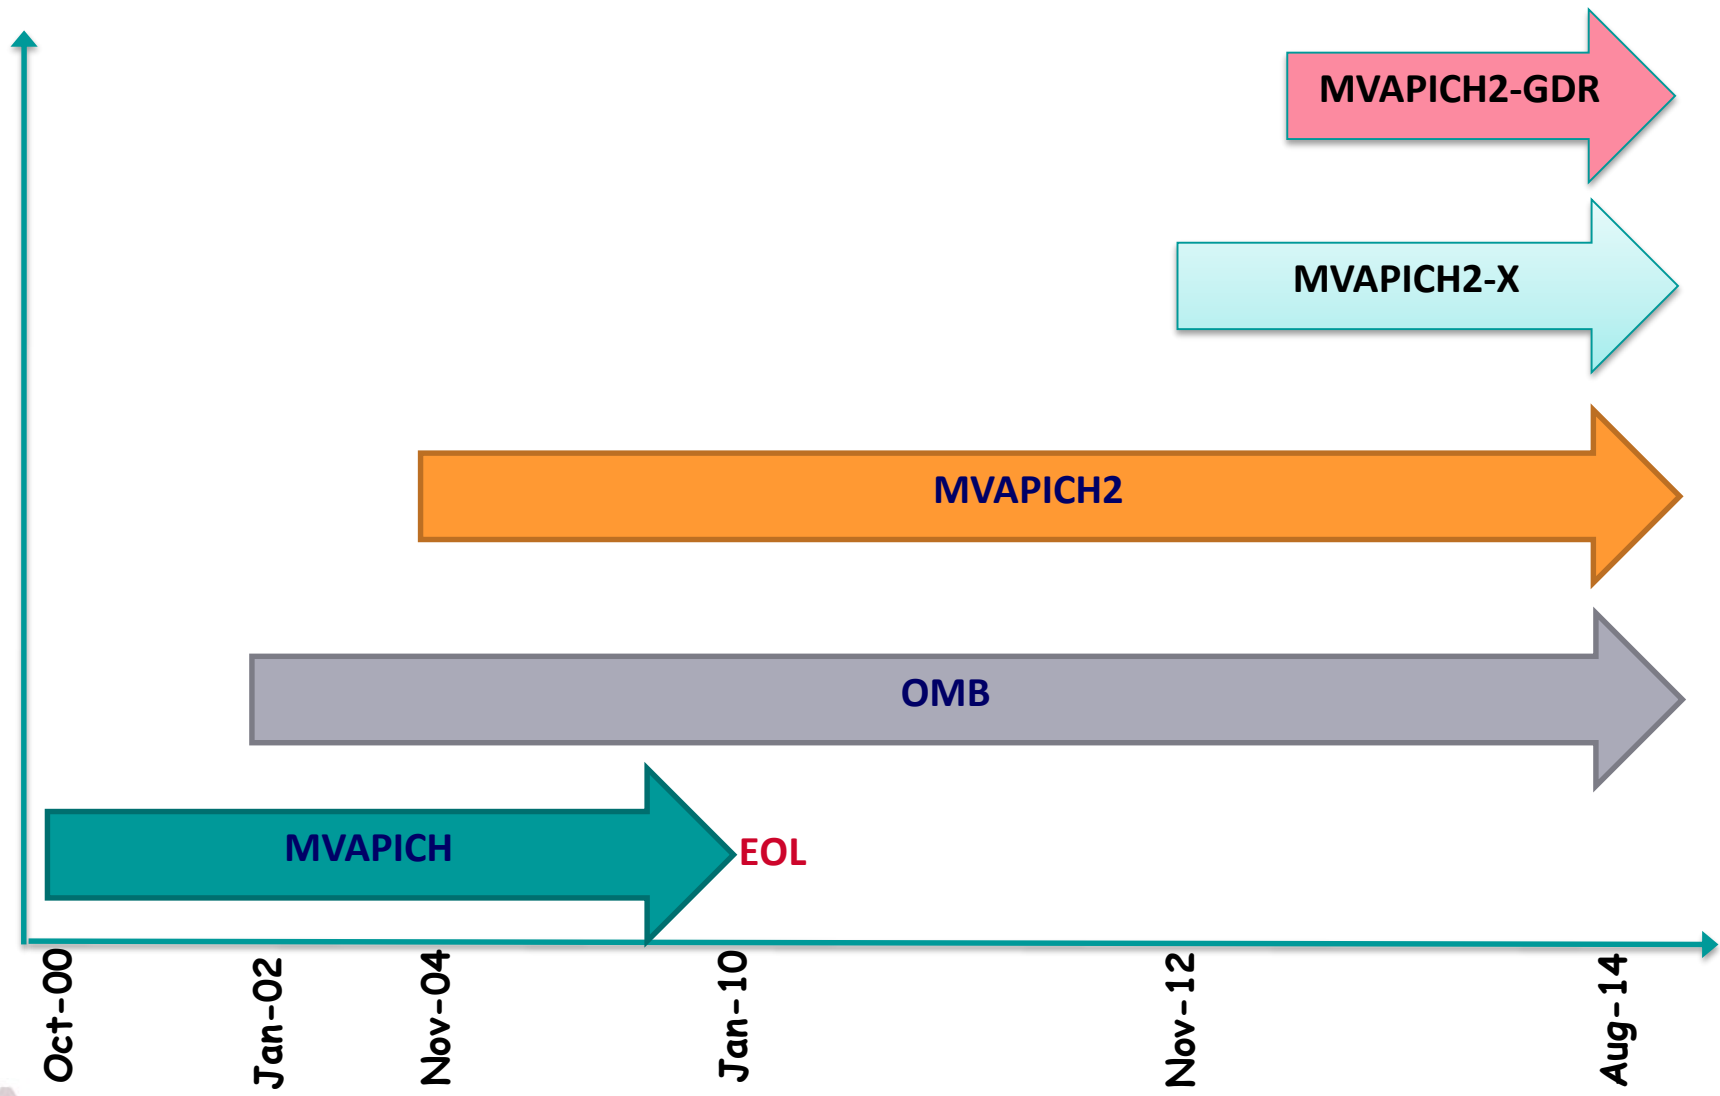 MVAPICH2-GDR
MVAPICH2-X
MVAPICH2
OMB
MVAPICH
EOL
Oct-00
Jan-02
Nov-04
Jan-10
Nov-12
Aug-14